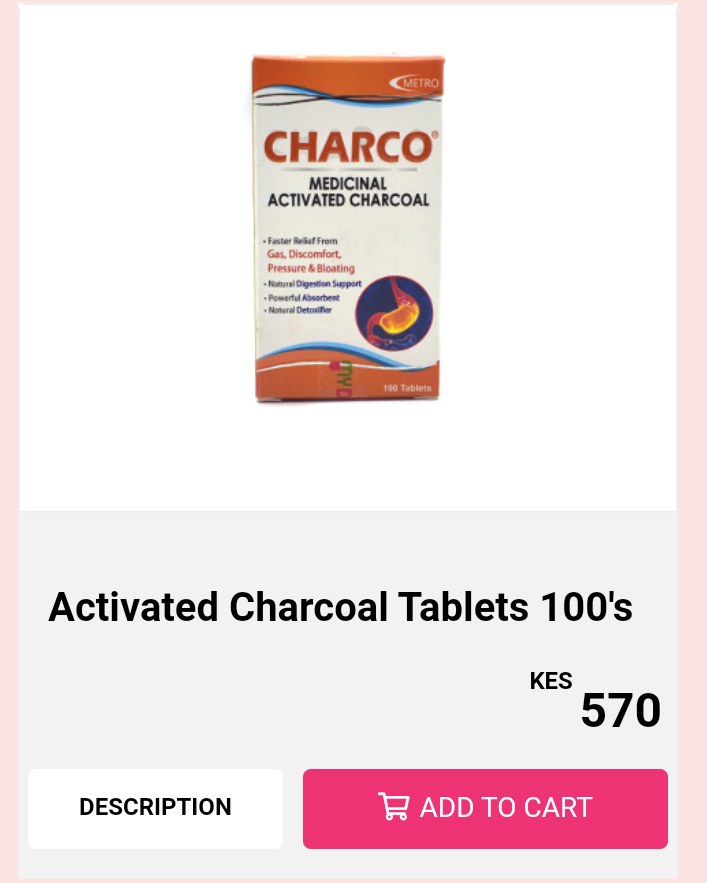 METRO
CHARCO®
MEDICINAL
ACTIVATED CHARCOAL
• Faster Relief From
Gas, Discomfort,
Pressure & Bloating
• Natural Digestion Support
• Powerful Absorbent
• Natural Detoxifier
MYD
100 Tablets
Activated Charcoal Tablets 100's
KES
570
DESCRIPTION
ADD TO CART